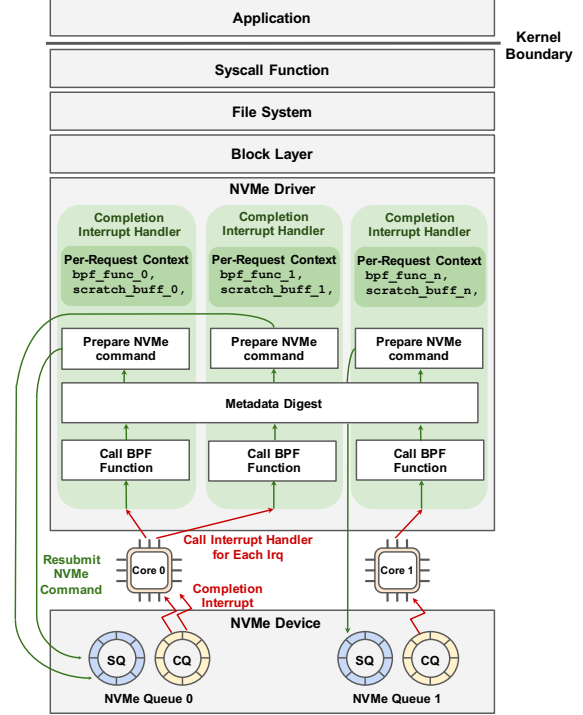 Application
Kernel
Boundary
Syscall Function
File System
Block Layer
NVMe Driver
Completion
Interrupt Handler
Per-Request Context
bpf_func_0,
scratch_buff_0,
Completion
Interrupt Handler
Per-Request Context
bpf_func_1,
scratch_buff_1,
Completion
Interrupt Handler
Per-Request Context
bpf_func_n,
scratch_buff_n,
Prepare NVMe
command
Prepare NVMe
command
Prepare NVMe
command
Metadata Digest
Call BPF
Function
Call BPF
Function
Call BPF
Function
Call Interrupt Handler
for Each Irq
Resubmit
NVMe
Command
Core 0
Core 1
Completion
Interrupt
NVMe Device
SQ
CQ
SQ
CQ
NVMe Queue 0
NVMe Queue 1